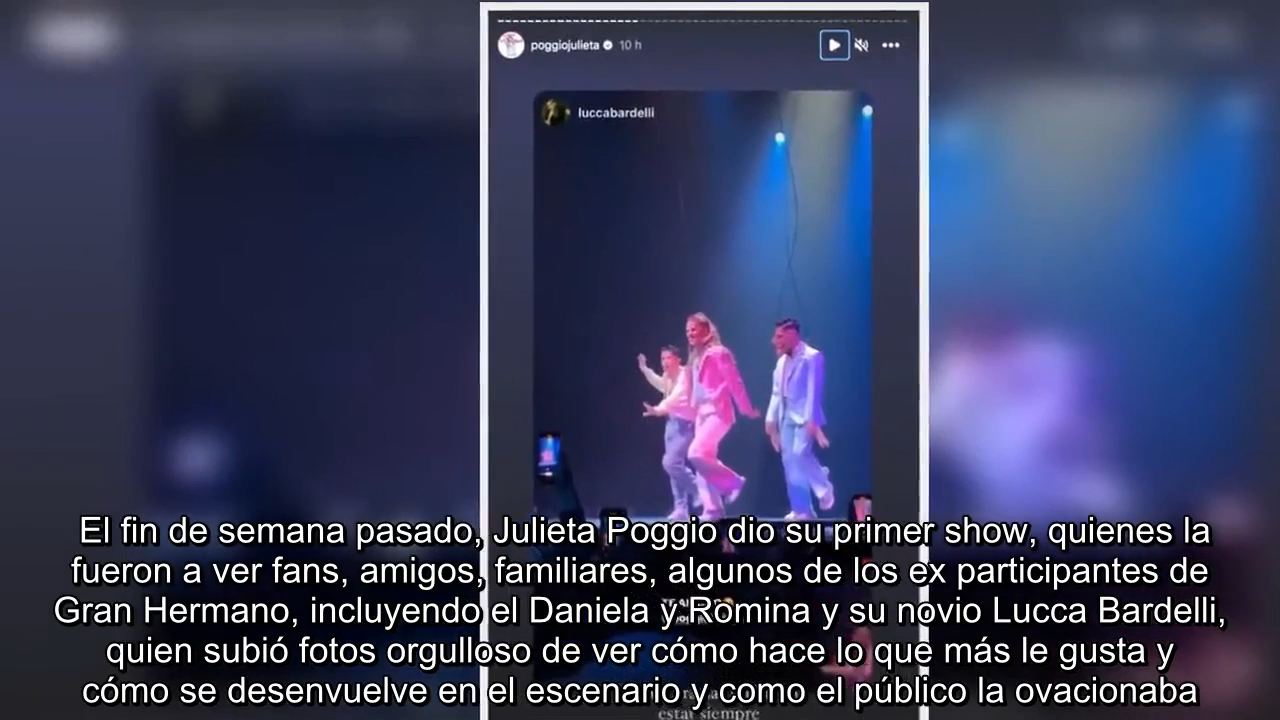 poggiojulieta 10 h
luccabardelli
El fin de semana pasado, Julieta Poggio dio su primer show, quienes la
fueron a ver fans, amigos, familiares, algunos de los ex participantes de
Gran Hermano, incluyendo el Daniela y Romina y su novio Lucca Bardelli,
quien subió fotos orgulloso de ver cómo hace lo que más le gusta y
cómo se desenvuelve en el escenario y como el público la ovacionaba
estar siempre